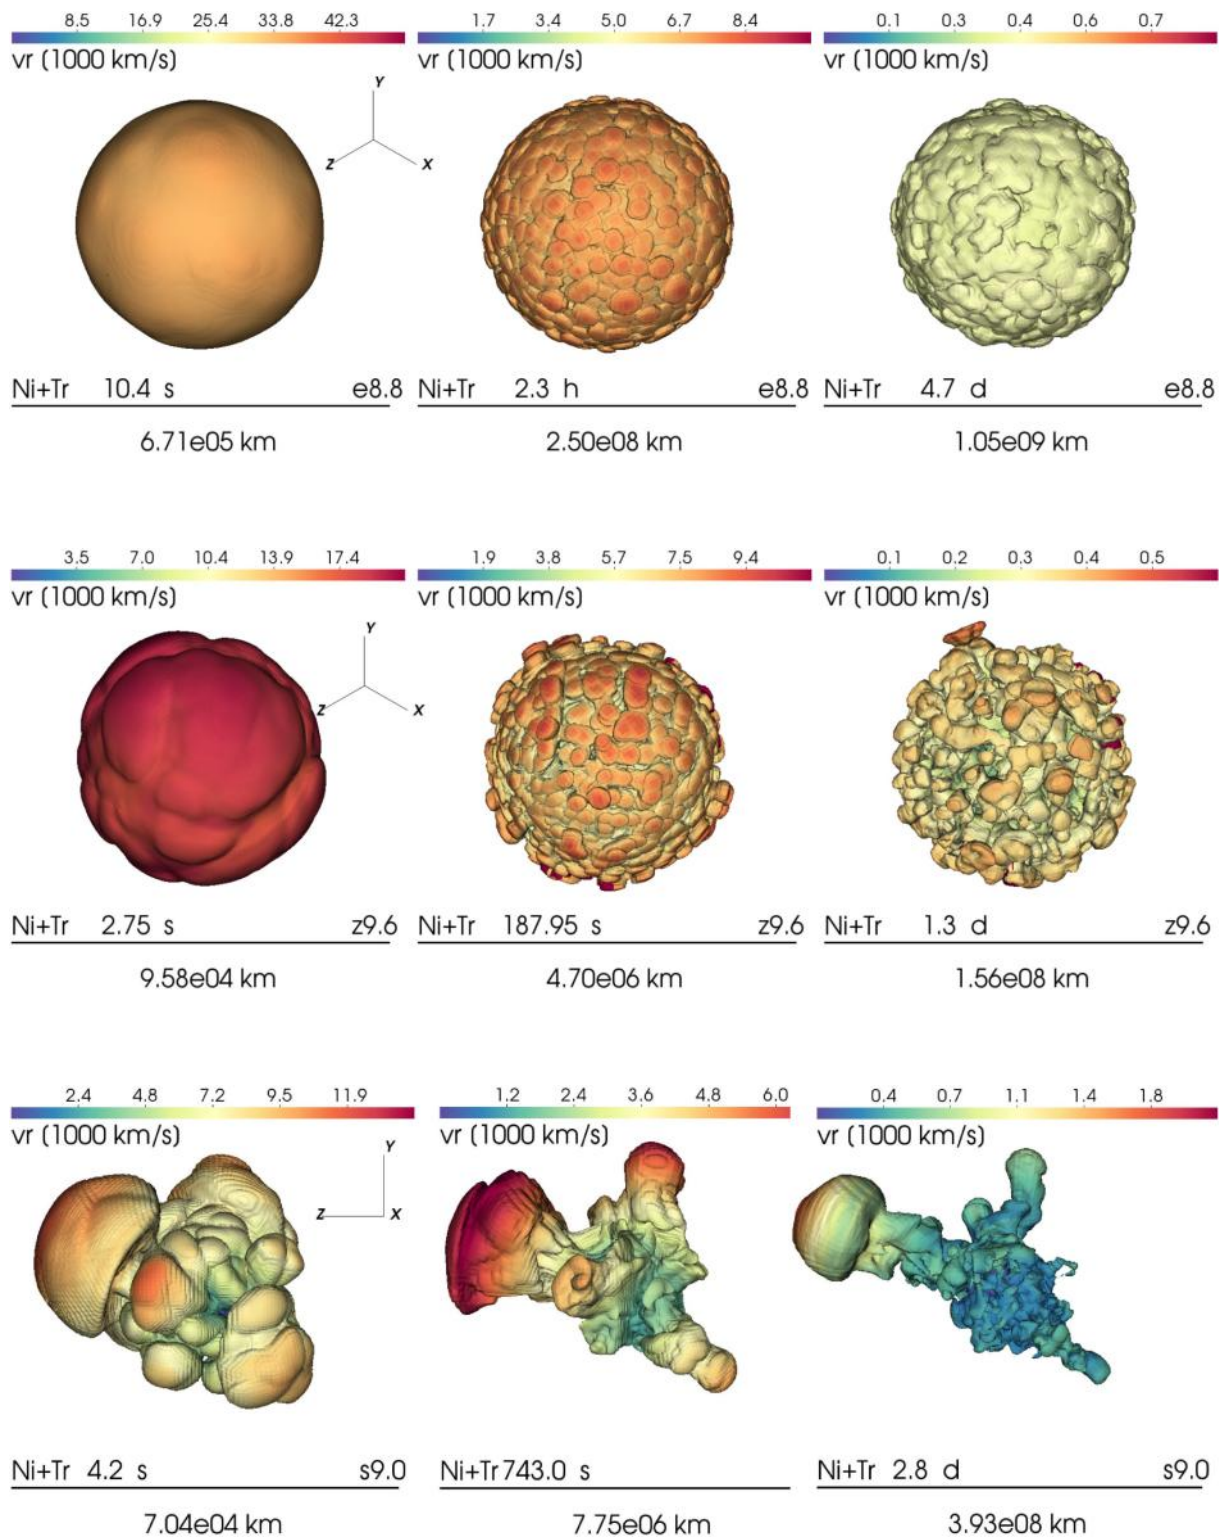 8.5 16.9 25.4 33.8 42.3
vr (1000 km/s)
Y
Z
X
Ni+Tr 10.4 s e8.8
6.71e05 km
1.7 3.4 5.0 6.7 8.4
vr (1000 km/s)
Ni+Tr 2.3 h e8.8
2.50e08 km
0.1 0.3 0.4 0.6 0.7
vr (1000 km/s)
Ni+Tr 4.7 d e8.8
1.05e09 km
3.5 7.0 10.4 13.9 17.4
vr (1000 km/s)
Y
Z
X
Ni+Tr 2.75 s z9.6
9.58e04 km
1.9 3.8 5.7 7.5 9.4
vr (1000 km/s)
Ni+Tr 187.95 s z9.6
4.70e06 km
0.1 0.2 0.3 0.4 0.5
vr (1000 km/s)
Ni+Tr 1.3 d z9.6
1.56e08 km
2.4 4.8 7.2 9.5 11.9
vr (1000 km/s)
Y
Z X
Ni+Tr 4.2 s s9.0
7.04e04 km
1.2 2.4 3.6 4.8 6.0
vr (1000 km/s)
Ni+Tr 743.0 s
7.75e06 km
0.4 0.7 1.1 1.4 1.8
vr (1000 km/s)
Ni+Tr 2.8 d s9.0
3.93e08 km